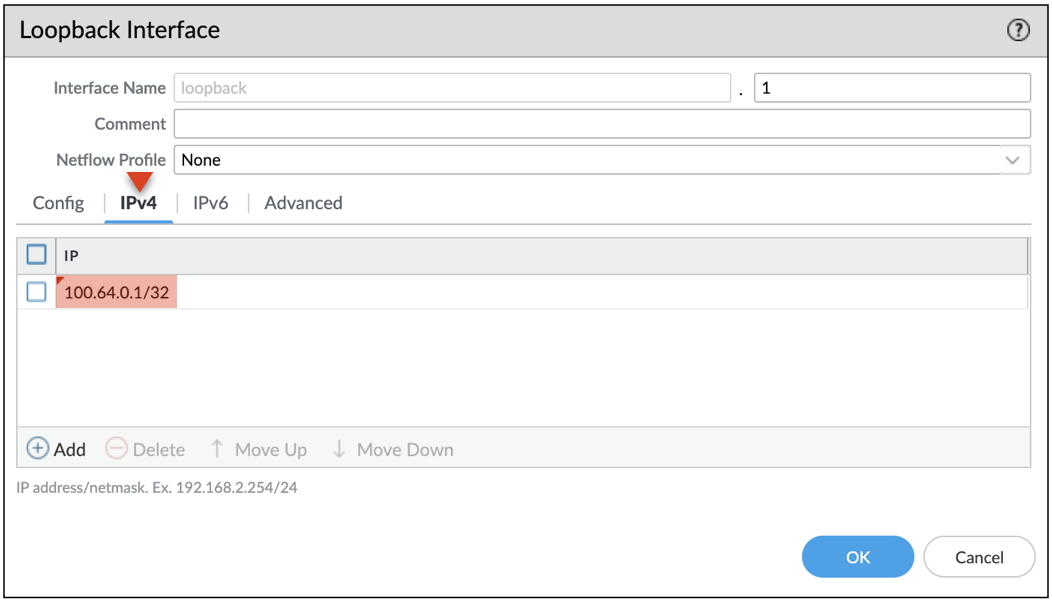 Loopback Interface ?
Interface Name loopback . 1
Comment
Netflow Profile None
Config IPv4 IPv6 Advanced
IP
100.64.0.1/32
Add Delete ↑ Move Up ↓ Move Down
IP address/netmask. Ex. 192.168.2.254/24
OK Cancel